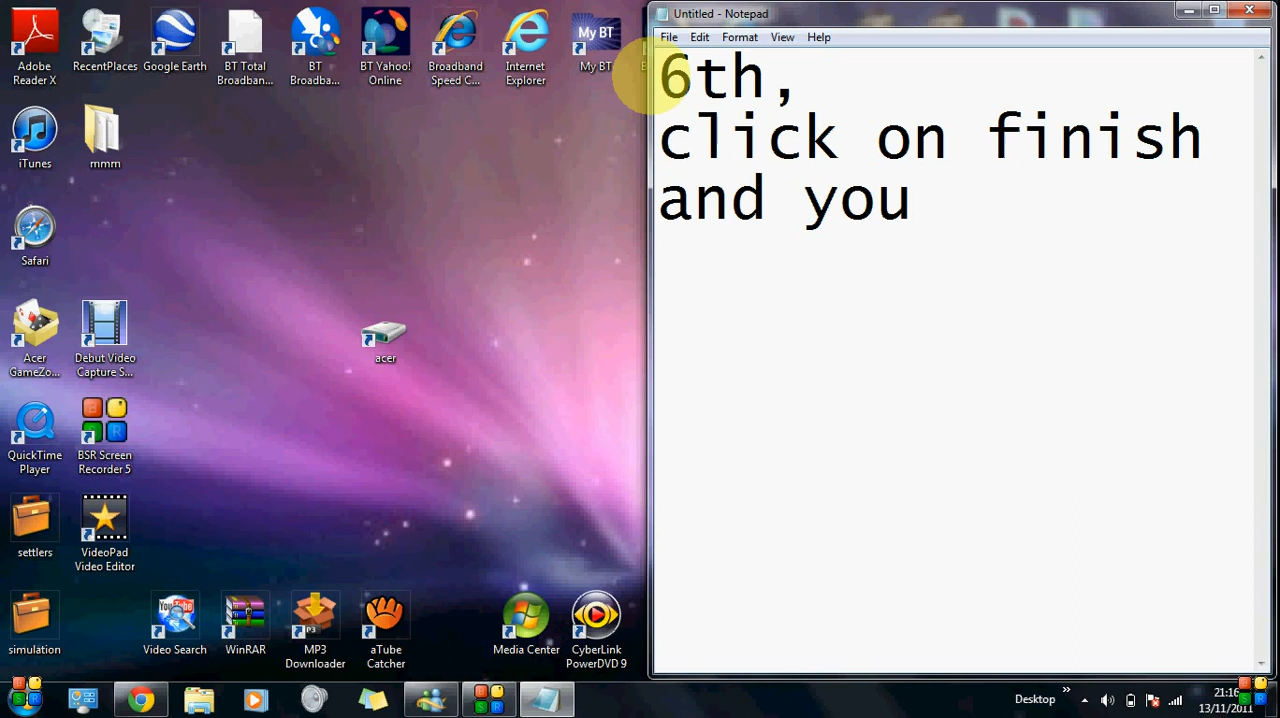 Adobe
Reader X
RecentPlaces
Google Earth
BT Total
Broadban...
BT
Broadba...
BT Yahoo!
Online
Broadband
Speed C...
Internet
Explorer
My BT
My BT
iTunes
mmm
Safari
acer
Acer
GameZo...
Debut Video
Capture S...
QuickTime
Player
BSR Screen
Recorder 5
settlers
VideoPad
Video Editor
simulation
Video Search
WinRAR
MP3
Downloader
aTube
Catcher
Media Center
CyberLink
PowerDVD 9
Untitled - Notepad
File Edit Format View Help
6th,
click on finish
and you
Desktop
21:16
13/11/2011